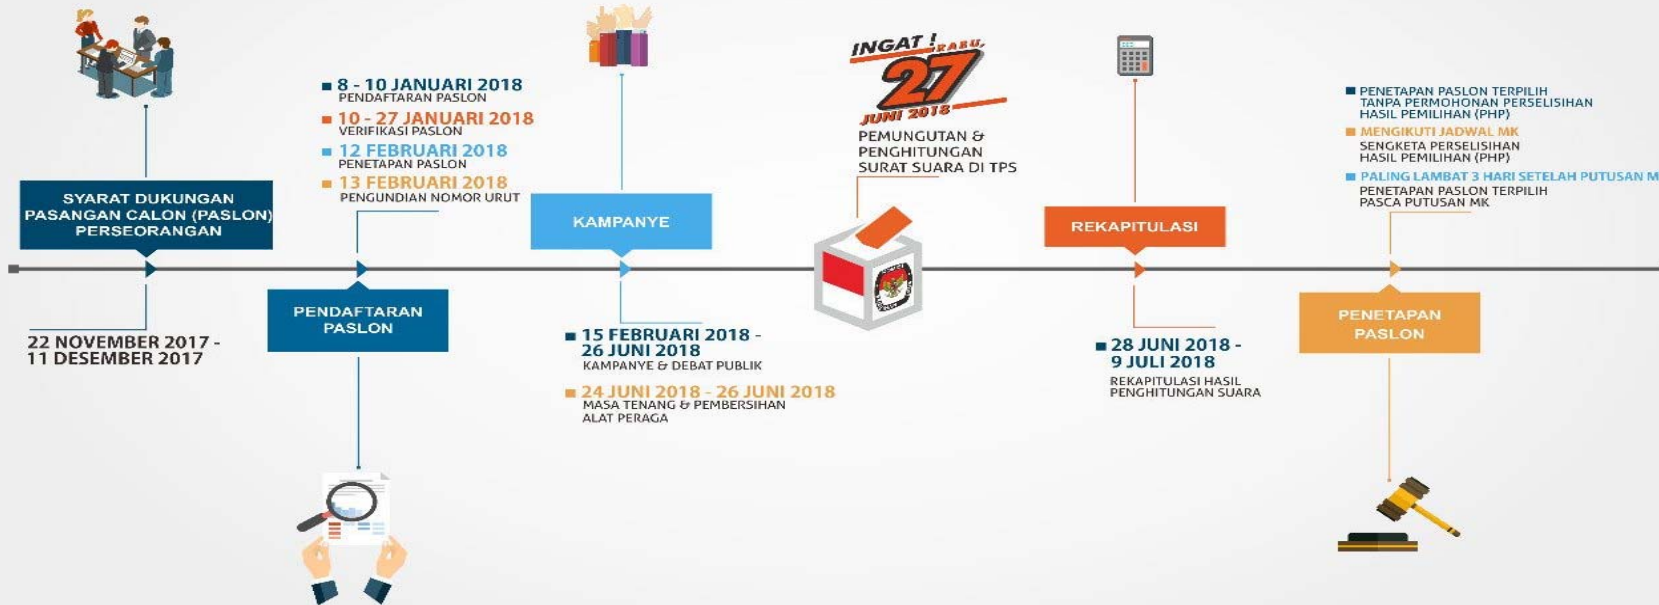 SYARAT DUKUNGAN
PASANGAN CALON (PASLON)
PERSEORANGAN
22 NOVEMBER 2017 -
11 DESEMBER 2017
8 - 10 JANUARI 2018
PENDAFTARAN PASLON
10 - 27 JANUARI 2018
VERIFIKASI PASLON
12 FEBRUARI 2018
PENETAPAN PASLON
13 FEBRUARI 2018
PENGUNDIAN NOMOR URUT
PENDAFTARAN
PASLON
KAMPANYE
15 FEBRUARI 2018 -
26 JUNI 2018
KAMPANYE & DEBAT PUBLIK
24 JUNI 2018 - 26 JUNI 2018
MASA TENANG & PEMBERSIHAN
ALAT PERAGA
INGAT ! RABU,
27
JUNI 2018
PEMUNGUTAN &
PENGHITUNGAN
SURAT SUARA DI TPS
REKAPITULASI
28 JUNI 2018 -
9 JULI 2018
REKAPITULASI HASIL
PENGHITUNGAN SUARA
PENETAPAN PASLON TERPILIH
TANPA PERMOHONAN PERSELISIHAN
HASIL PEMILIHAN (PHP)
MENGIKUTI JADWAL MK
SENGKETA PERSELISIHAN
HASIL PEMILIHAN (PHP)
PALING LAMBAT 3 HARI SETELAH PUTUSAN M
PENETAPAN PASLON TERPILIH
PASCA PUTUSAN MK
PENETAPAN
PASLON